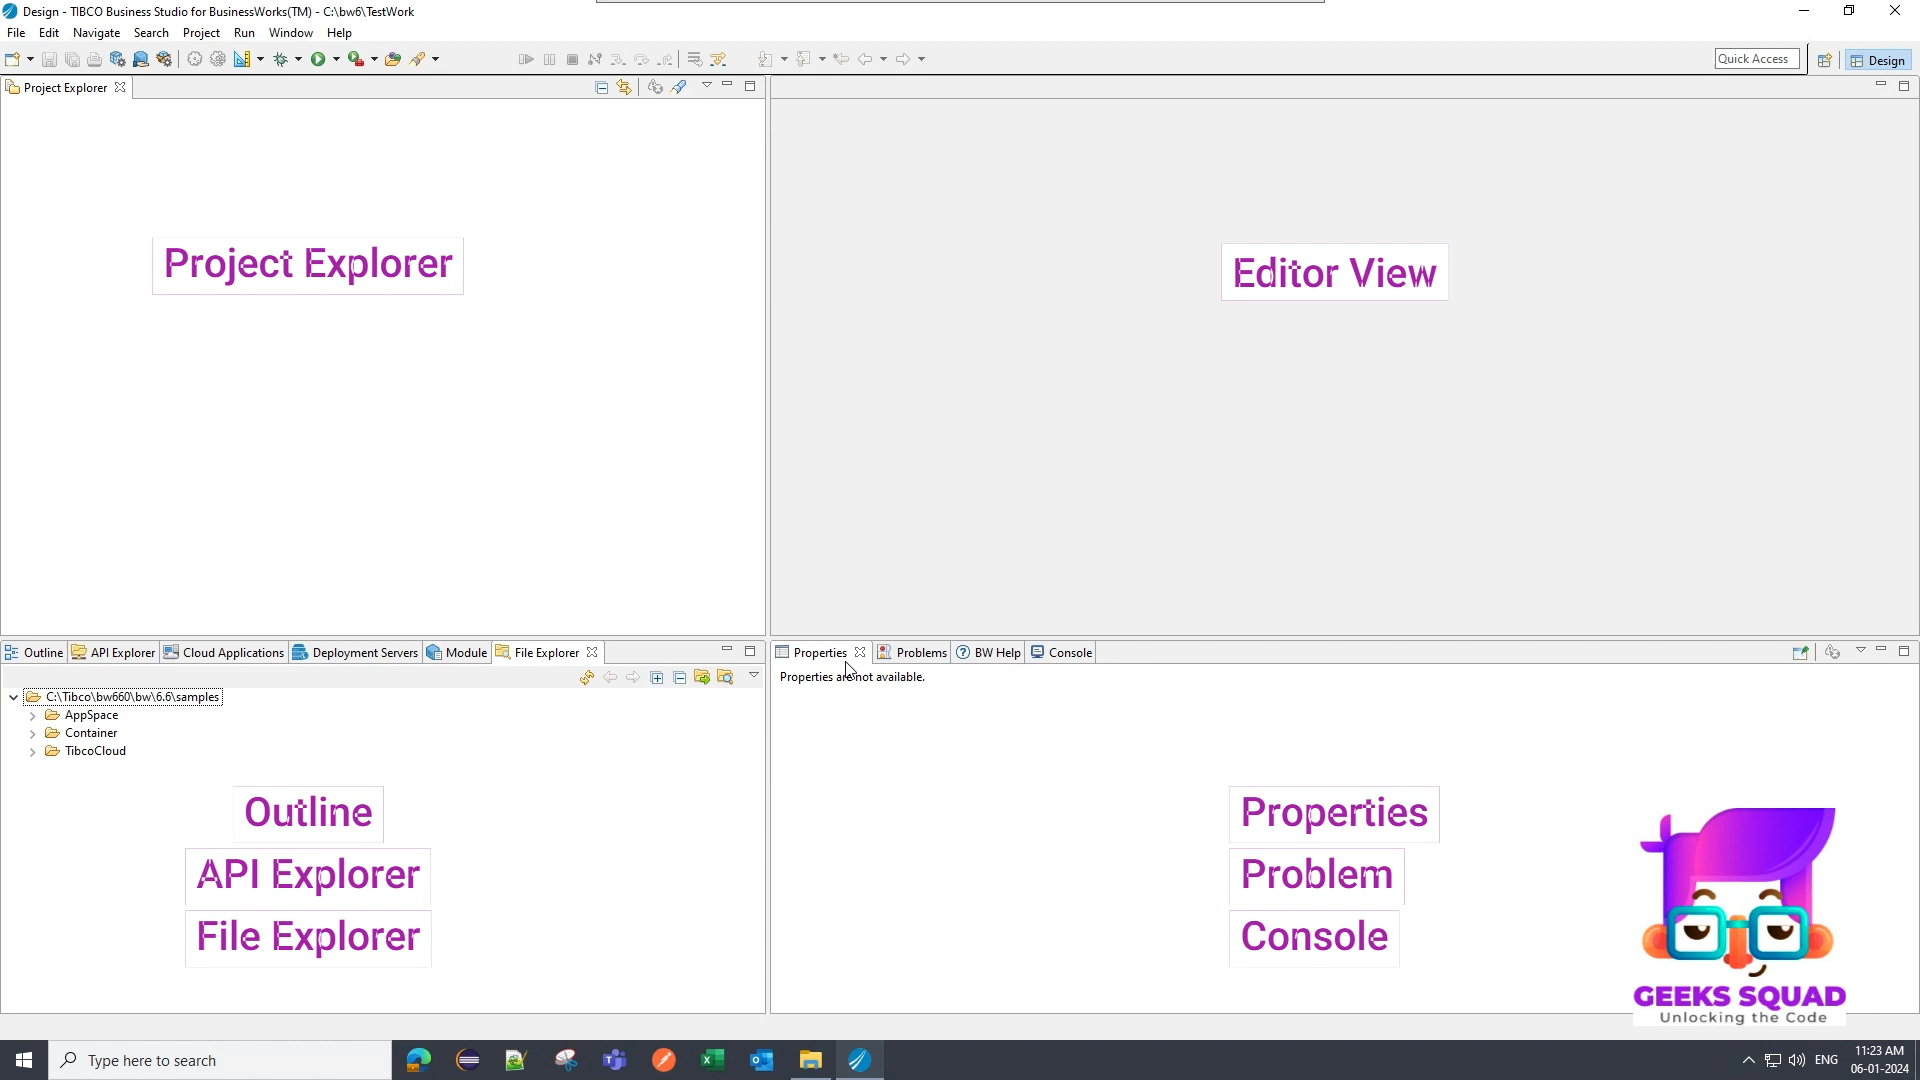 Design - TIBCO Business Studio for BusinessWorks(TM) - C:\bw6\TestWork
File Edit Navigate Search Project Run Window Help
Quick Access
Design
Project Explorer
Project Explorer
Editor View
Outline API Explorer Cloud Applications Deployment Servers Module File Explorer
C:\Tibco\bw660\bw\6.6\samples
AppSpace
Container
TibcoCloud
Outline
API Explorer
File Explorer
Properties Problems BW Help Console
Properties are not available.
Properties
Problem
Console
GEEKS SQUAD
Unlocking the Code
Type here to search
ENG
11:23 AM
06-01-2024